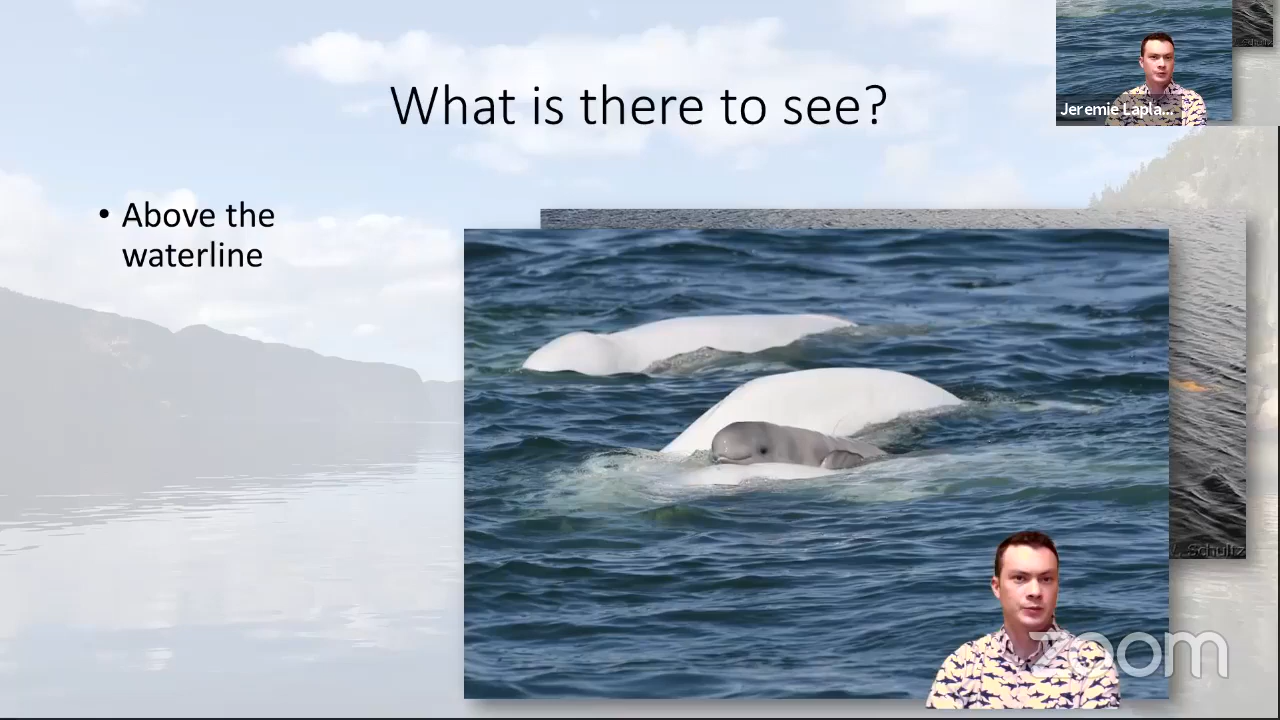 What is there to see?
Jeremie Lapla...
• Above the
waterline
Schultz
zoom